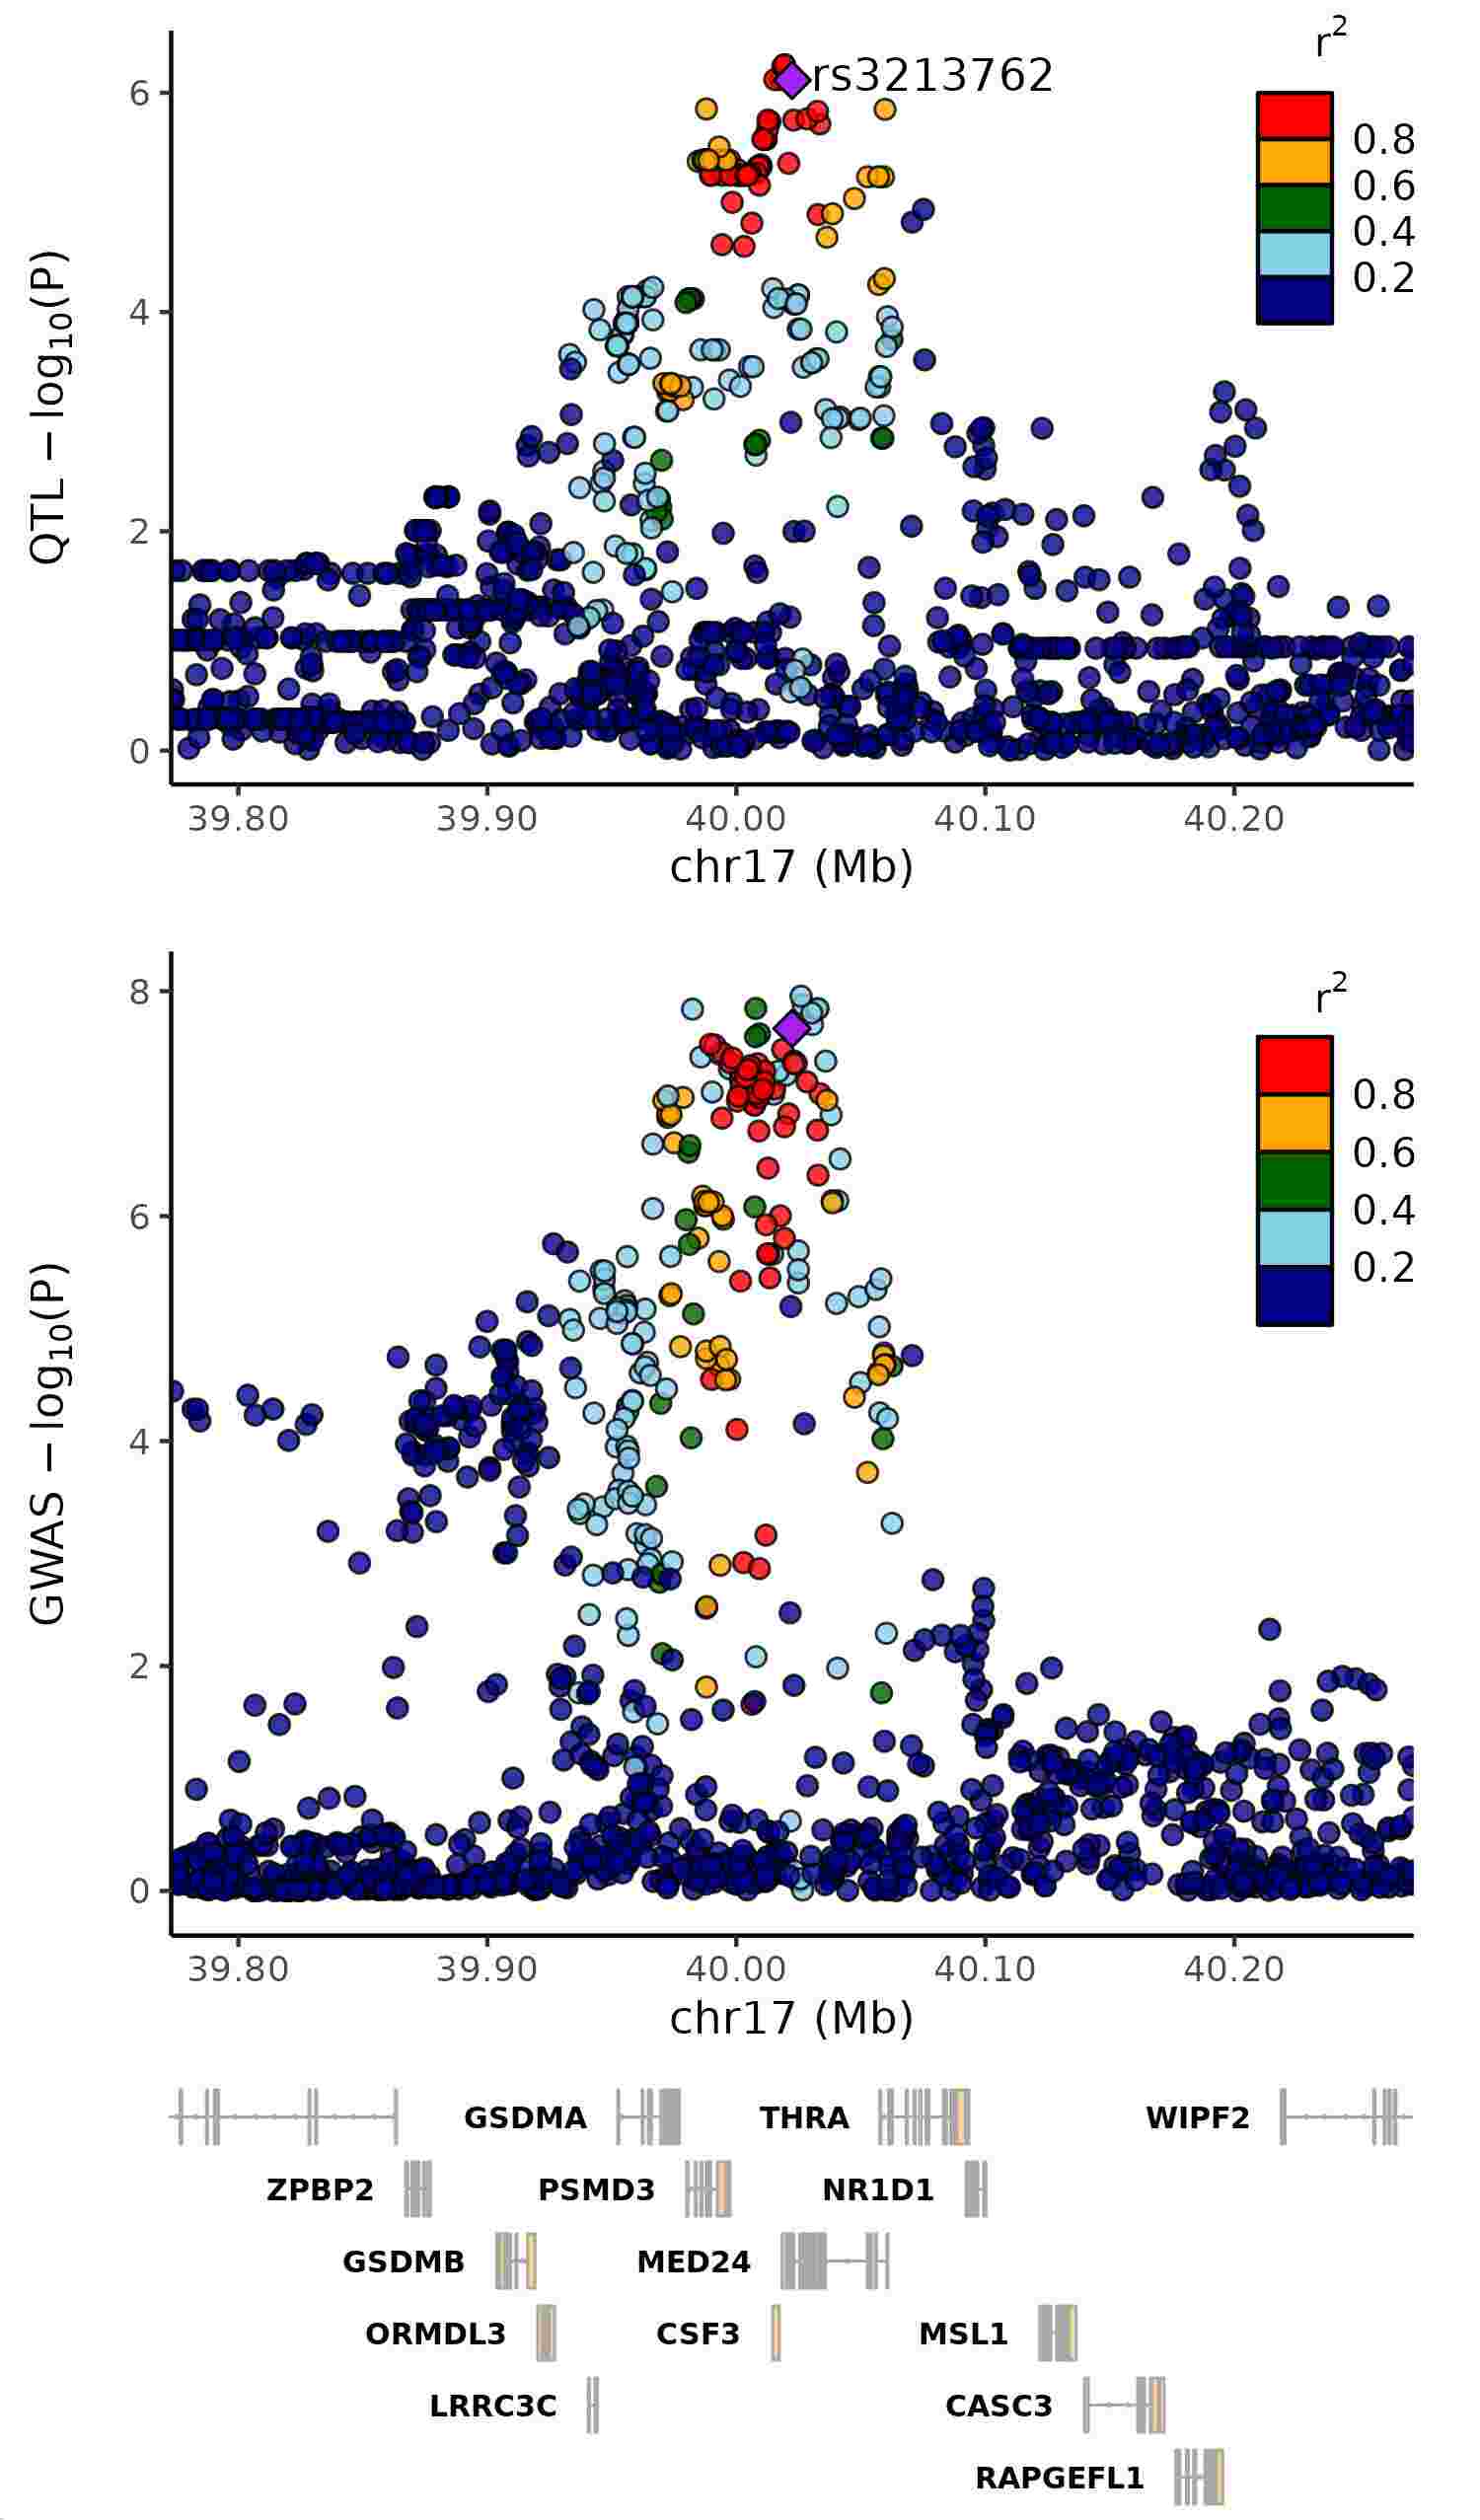 r²
rs3213762
6
4
2
0
QTL −log₁₀(P)
0.8
0.6
0.4
0.2
39.80 39.90 40.00 40.10 40.20
chr17 (Mb)
r²
8
6
4
2
0
GWAS −log₁₀(P)
0.8
0.6
0.4
0.2
39.80 39.90 40.00 40.10 40.20
chr17 (Mb)
GSDMA THRA WIPF2
ZPBP2 PSMD3 NR1D1
GSDMB MED24
ORMDL3 CSF3 MSL1
LRRC3C CASC3
RAPGEFL1